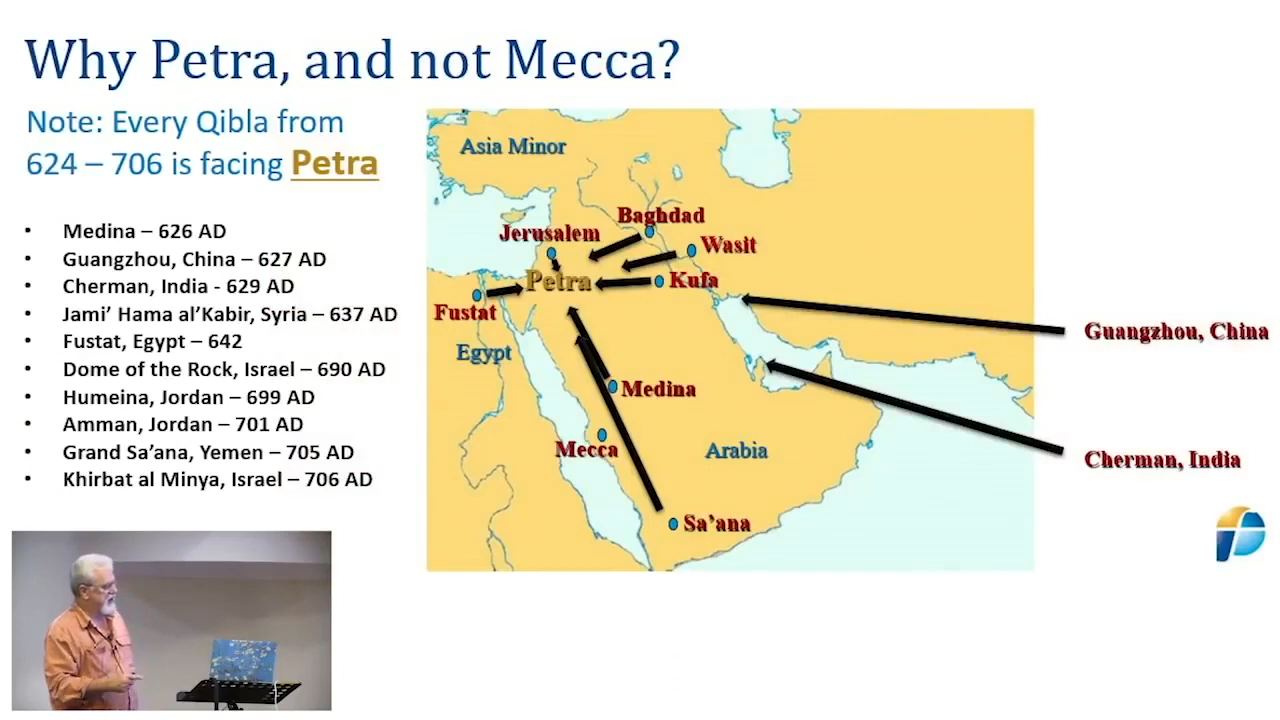 Why Petra, and not Mecca?
Note: Every Qibla from
624 – 706 is facing Petra
• Medina – 626 AD
• Guangzhou, China – 627 AD
• Cherman, India - 629 AD
• Jami’ Hama al’Kabir, Syria – 637 AD
• Fustat, Egypt – 642
• Dome of the Rock, Israel – 690 AD
• Humeina, Jordan – 699 AD
• Amman, Jordan – 701 AD
• Grand Sa’ana, Yemen – 705 AD
• Khirbat al Minya, Israel – 706 AD
Asia Minor
Baghdad
Jerusalem
Wasit
Petra
Kufa
Fustat
Egypt
Guangzhou, China
Medina
Mecca
Arabia
Cherman, India
Sa’ana